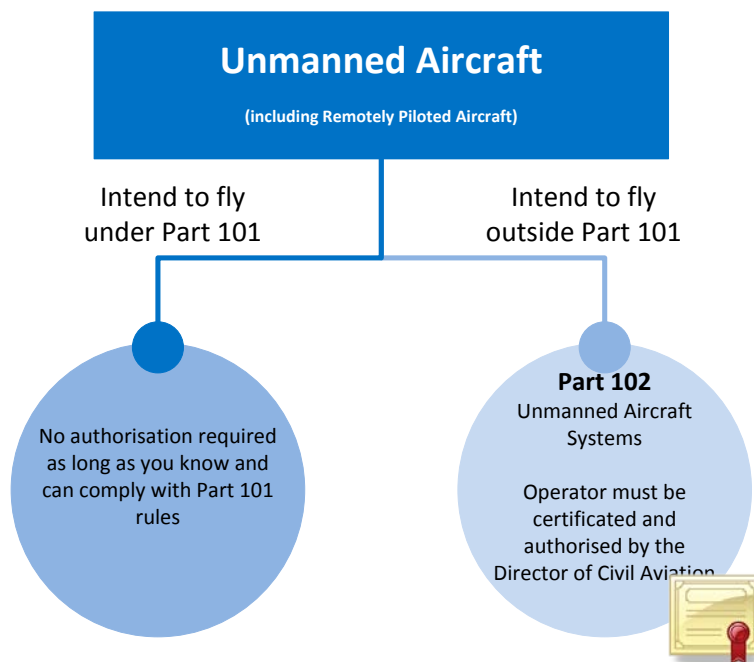 Unmanned Aircraft
(including Remotely Piloted Aircraft)
Intend to fly
under Part 101
Intend to fly
outside Part 101
No authorisation required
as long as you know and
can comply with Part 101
rules
Part 102
Unmanned Aircraft
Systems
Operator must be
certificated and
authorised by the
Director of Civil Aviation